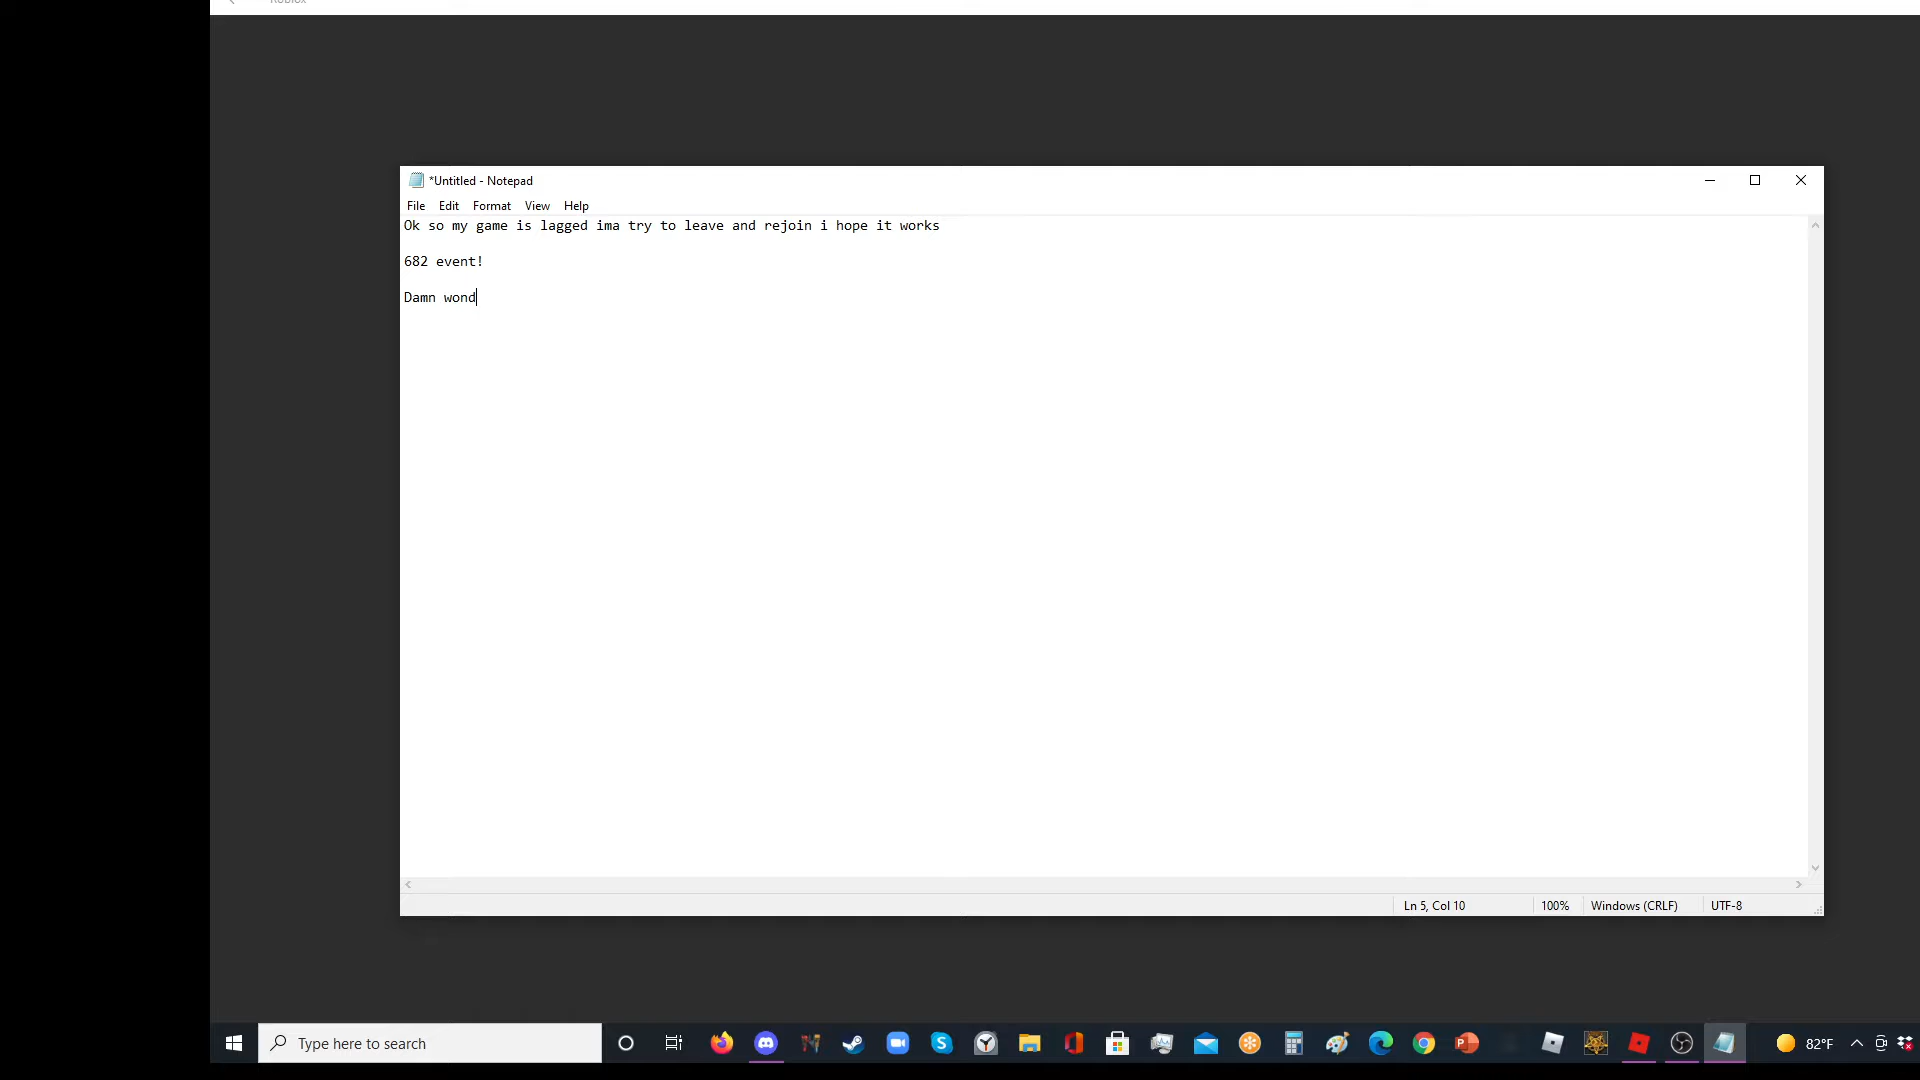 Roblox
*Untitled - Notepad
File Edit Format View Help
Ok so my game is lagged ima try to leave and rejoin i hope it works
682 event!
Damn wond
Ln 5, Col 10 100% Windows (CRLF) UTF-8
Type here to search
82°F